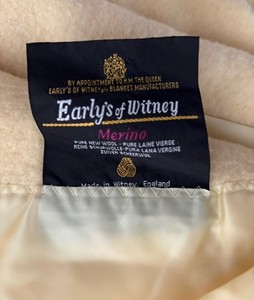 BY APPOINTMENT TO H.M. THE QUEEN
EARLY'S OF WITNEY plc BLANKET MANUFACTURERS
Early's of Witney
Merino
PURE NEW WOOL - PURE LAINE VIERGE
REINE SCHURWOLLE - PURA LANA VERGINE
ZUIVER SCHEERWOL
Made in Witney, England